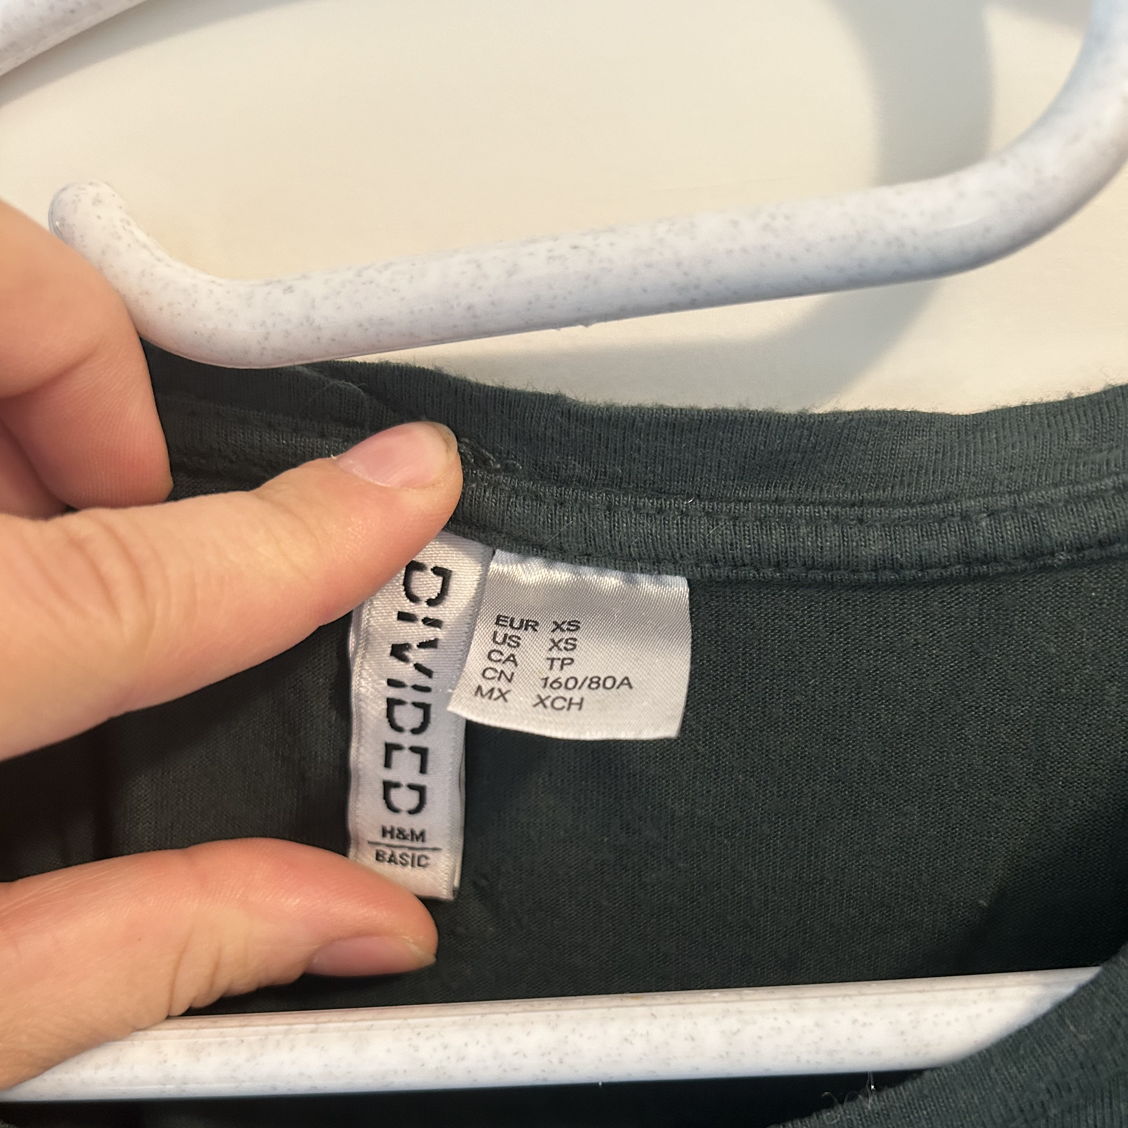 DIVIDED
H&M
BASIC
EUR XS
US XS
CA TP
CN 160/80A
MX XCH